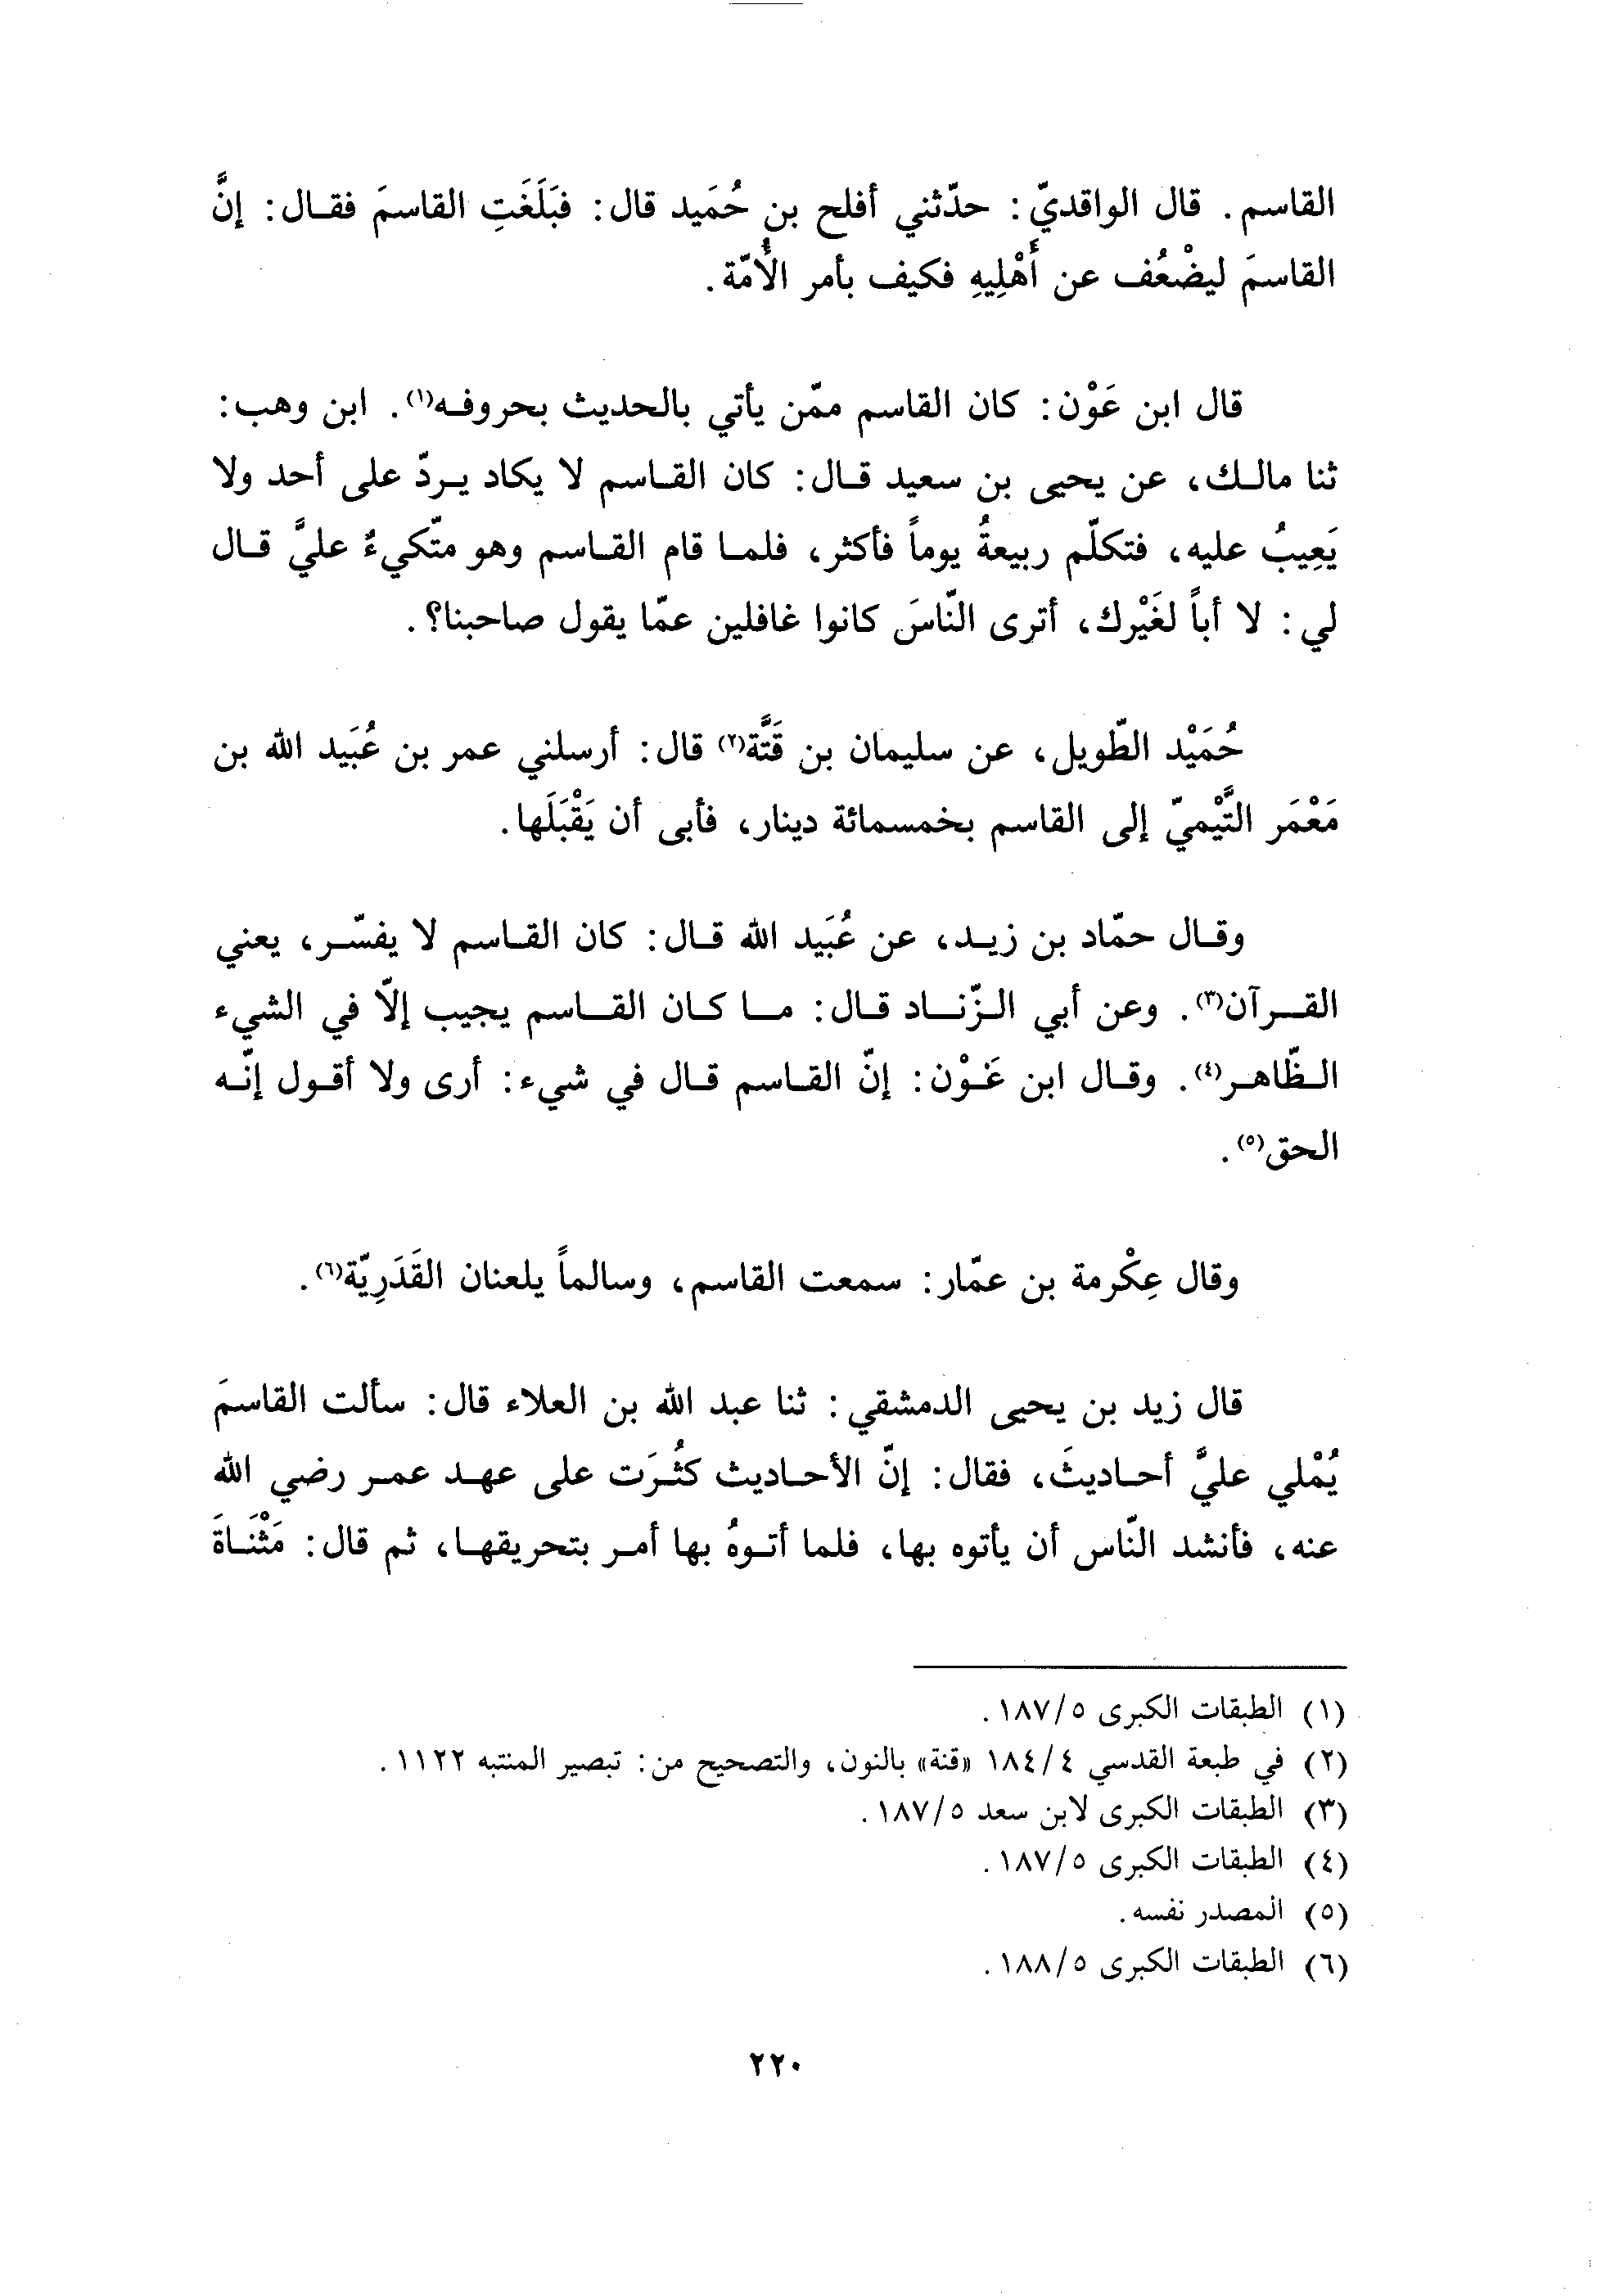 القاسم. قال الواقديّ: حدّثني أفلح بن حُمَيد قال: فبَلَغَتِ القاسمَ فقال: إنَّ
القاسمَ ليضْعُف عن أَهْلِيهِ فكيف بأمر الأُمّة.
قال ابن عَوْن: كان القاسم ممّن يأتي بالحديث بحروفه(١). ابن وهب:
ثنا مالك، عن يحيى بن سعيد قال: كان القاسم لا يكاد يردّ على أحد ولا
يَعِيبُ عليه، فتكلّم ربيعةُ يوماً فأكثر، فلما قام القاسم وهو متّكيءٌ عليَّ قال
لي: لا أباً لغَيْرك، أترى النّاسَ كانوا غافلين عمّا يقول صاحبنا؟.
حُمَيْد الطّويل، عن سليمان بن قَتَّة(٢) قال: أرسلني عمر بن عُبَيد الله بن
مَعْمَر التَّيْميّ إلى القاسم بخمسمائة دينار، فأبى أن يَقْبَلَها.
وقال حمّاد بن زيد، عن عُبَيد الله قال: كان القاسم لا يفسّر، يعني
القرآن(٣). وعن أبي الزّناد قال: ما كان القاسم يجيب إلّا في الشيء
الظّاهر(٤). وقال ابن عَوْن: إنّ القاسم قال في شيء: أرى ولا أقول إنّه
الحق(٥).
وقال عِكْرمة بن عمّار: سمعت القاسم، وسالماً يلعنان القَدَرِيّة(٦).
قال زيد بن يحيى الدمشقي: ثنا عبد الله بن العلاء قال: سألت القاسمَ
يُمْلي عليَّ أحاديثَ، فقال: إنّ الأحاديث كثُرَت على عهد عمر رضي الله
عنه، فأنشد النّاس أن يأتوه بها، فلما أتوهُ بها أمر بتحريقها، ثم قال: مَثْنَاةَ
(١) الطبقات الكبرى ١٨٧/٥.
(٢) في طبعة القدسي ١٨٤/٤ «قنة» بالنون، والتصحيح من: تبصير المنتبه ١١٢٢.
(٣) الطبقات الكبرى لابن سعد ١٨٧/٥.
(٤) الطبقات الكبرى ١٨٧/٥.
(٥) المصدر نفسه.
(٦) الطبقات الكبرى ١٨٨/٥.
٢٢٠